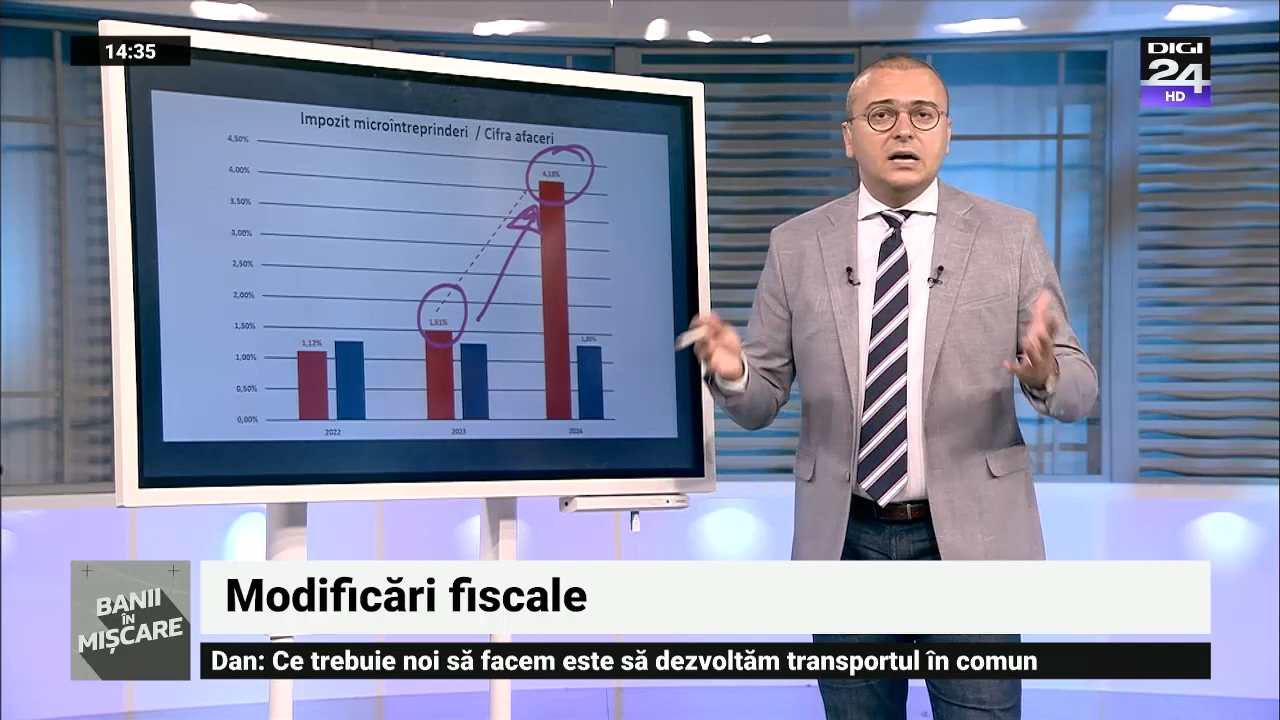 14:35
DIGI
24
HD
Impozit microîntreprinderi / Cifra afaceri
4,50%
4,00%
3,50%
3,00%
2,50%
2,00%
1,50%
1,00%
0,50%
0,00%
1,12%
1,51%
4,18%
1,20%
2022
2023
2024
BANII
ÎN
MIȘCARE
Modificări fiscale
Dan: Ce trebuie noi să facem este să dezvoltăm transportul în comun